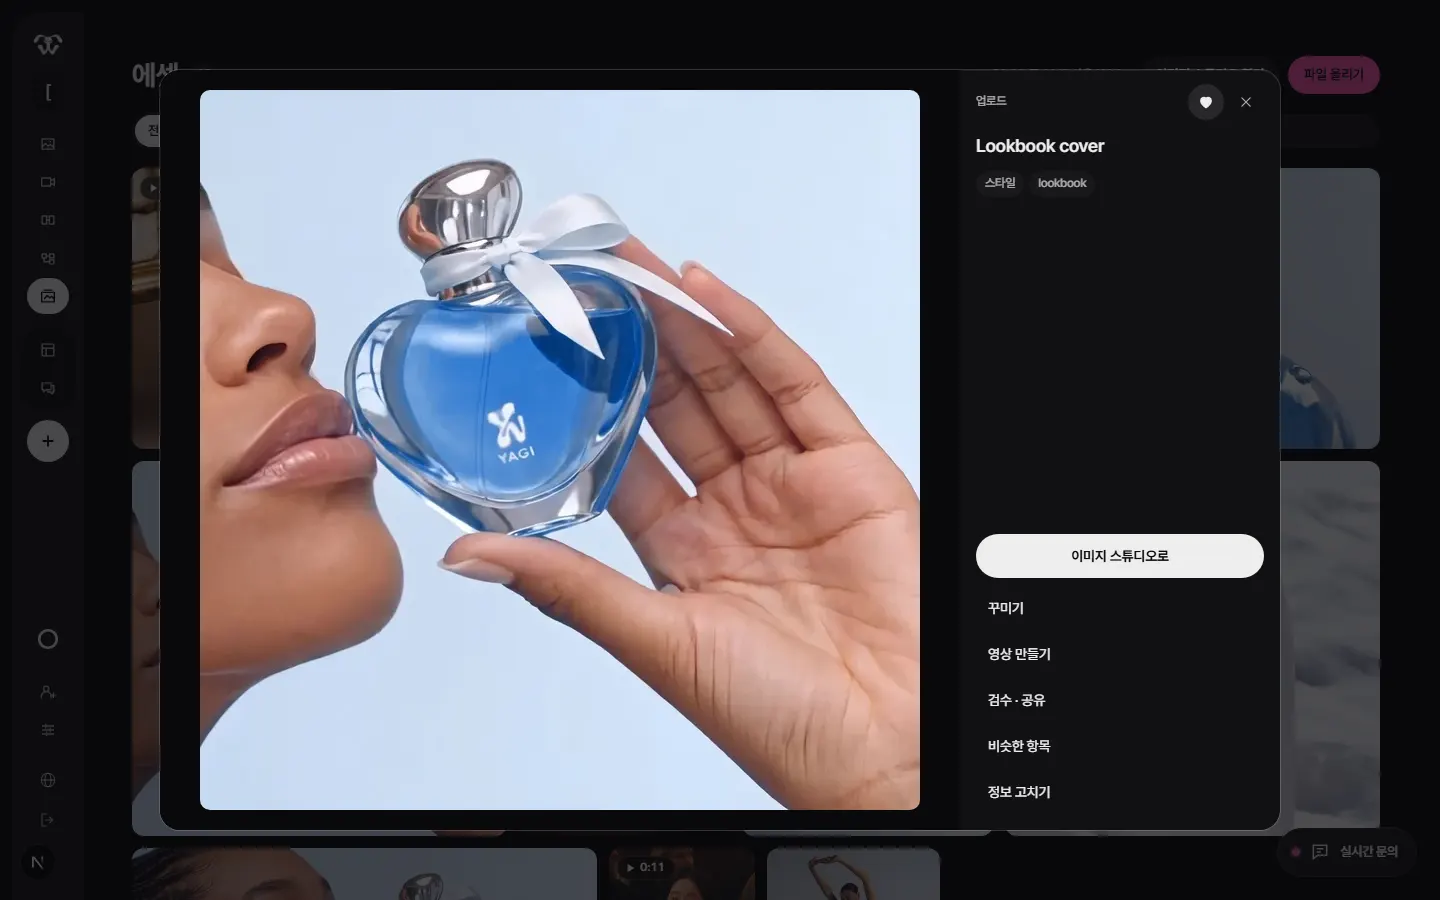 파일 올리기
업로드
Lookbook cover
스타일
lookbook
YAGI
이미지 스튜디오로
꾸미기
영상 만들기
검수 · 공유
비슷한 항목
정보 고치기
0:11
실시간 문의